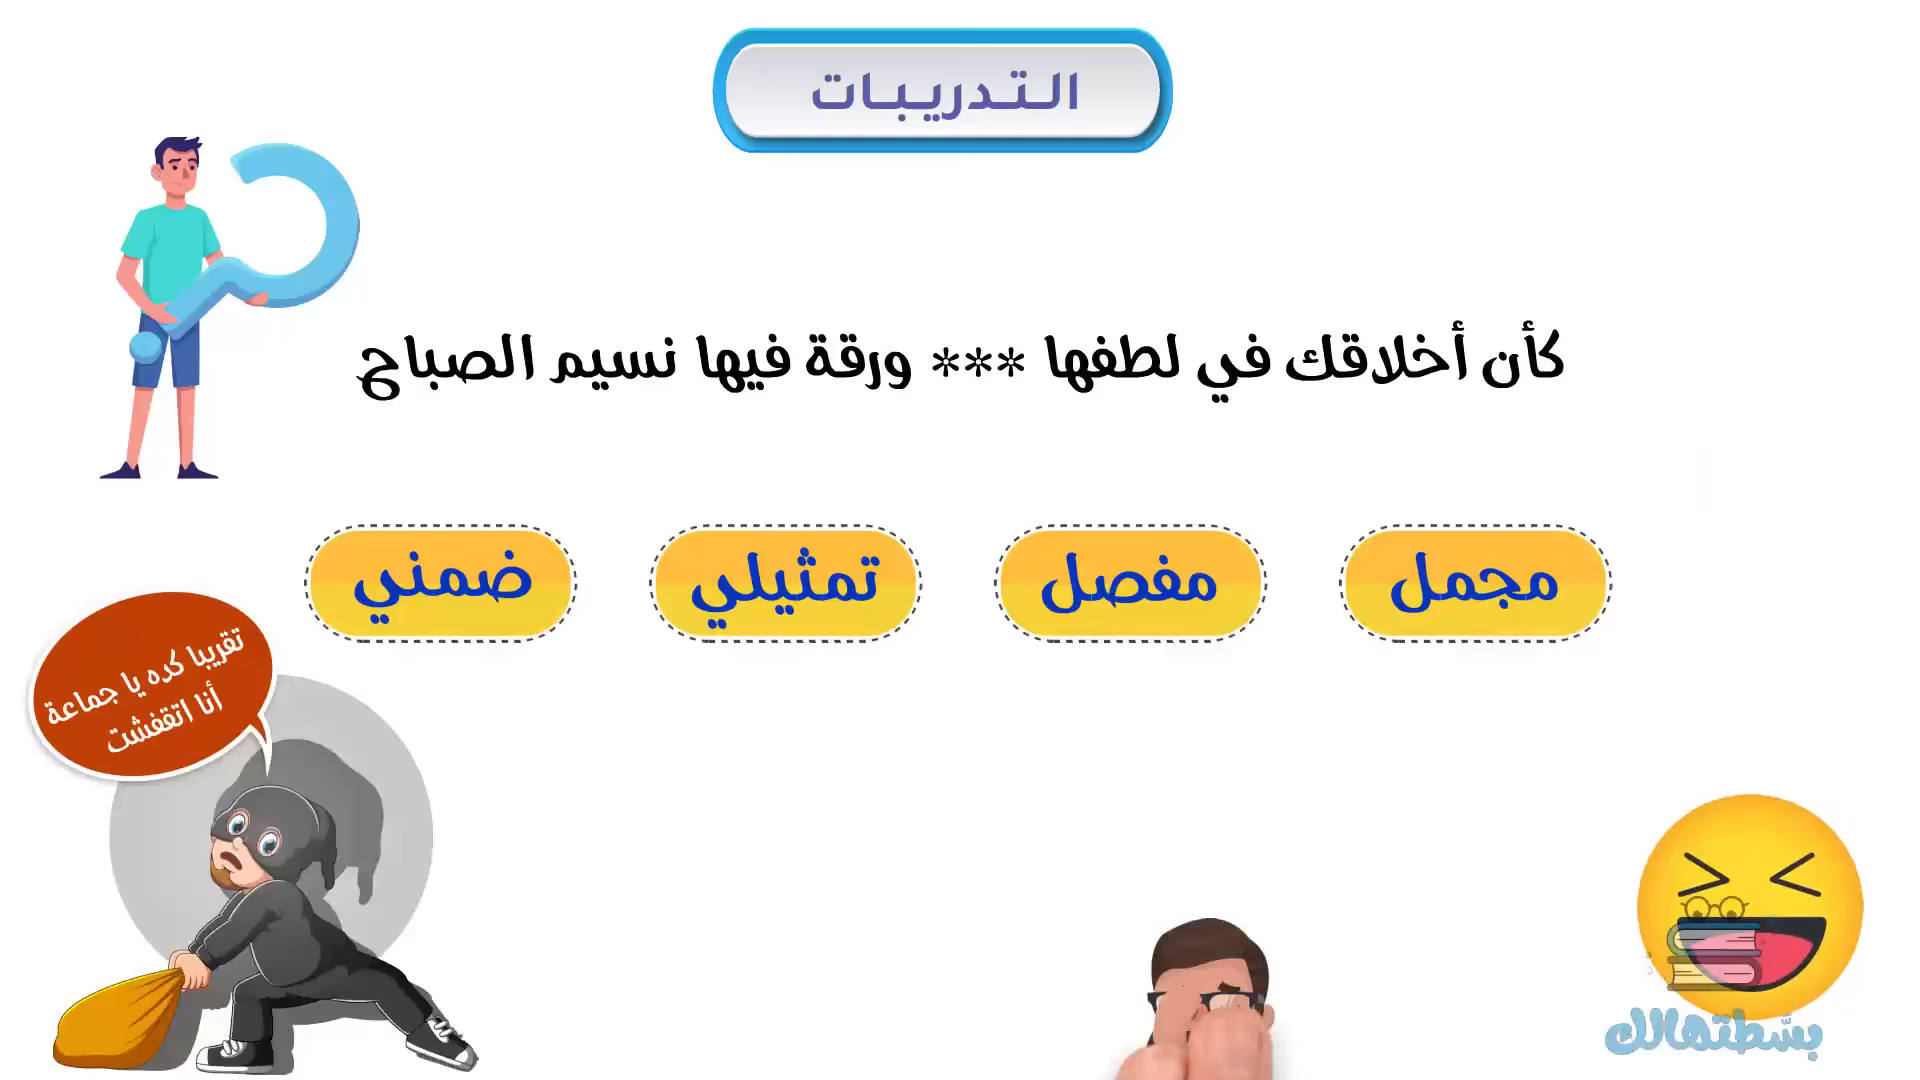 التدريبات
كأن أخلاقك في لطفها *** ورقة فيها نسيم الصباح
مجمل
مفصل
تمثيلي
ضمني
تقريبا كده يا جماعة
أنا اتقفشت
بسّطتهالك